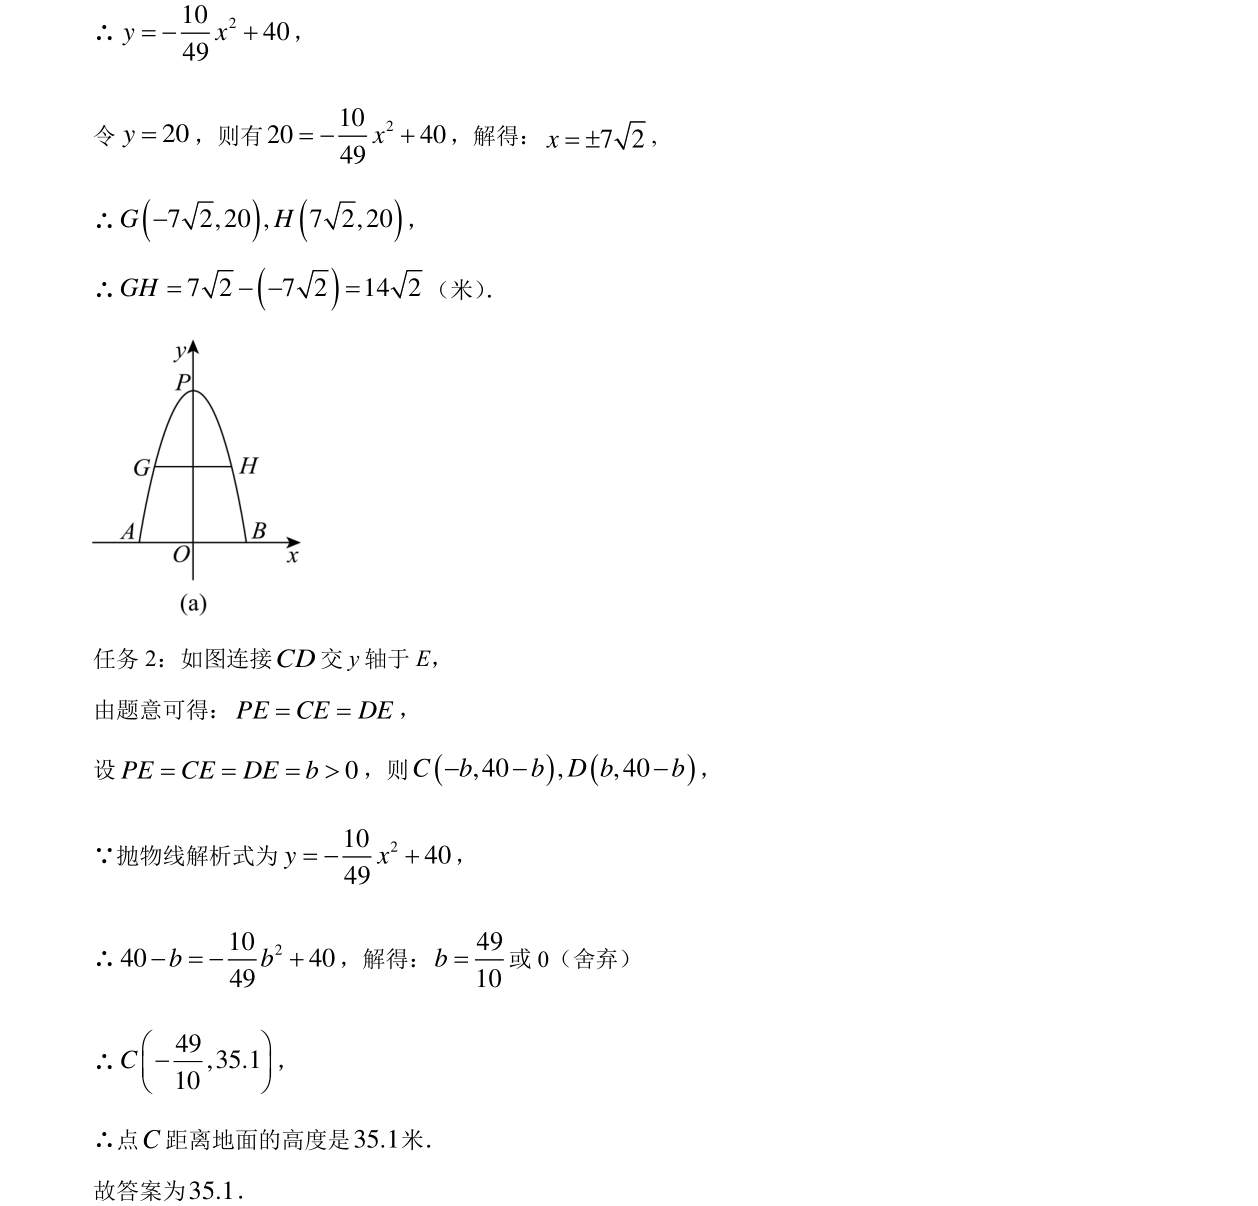 ∴ y = −10/49 x² + 40，
令 y = 20，则有 20 = −10/49 x² + 40，解得：x = ±7√2，
∴ G(−7√2, 20), H(7√2, 20)，
∴ GH = 7√2 − (−7√2) = 14√2（米）.
y
P
G H
A B
O x
(a)
任务 2：如图连接 CD 交 y 轴于 E，
由题意可得：PE = CE = DE，
设 PE = CE = DE = b > 0，则 C(−b, 40−b), D(b, 40−b)，
∵抛物线解析式为 y = −10/49 x² + 40，
∴ 40 − b = −10/49 b² + 40，解得：b = 49/10 或 0（舍弃）
∴ C(−49/10, 35.1)，
∴点 C 距离地面的高度是 35.1 米.
故答案为 35.1．